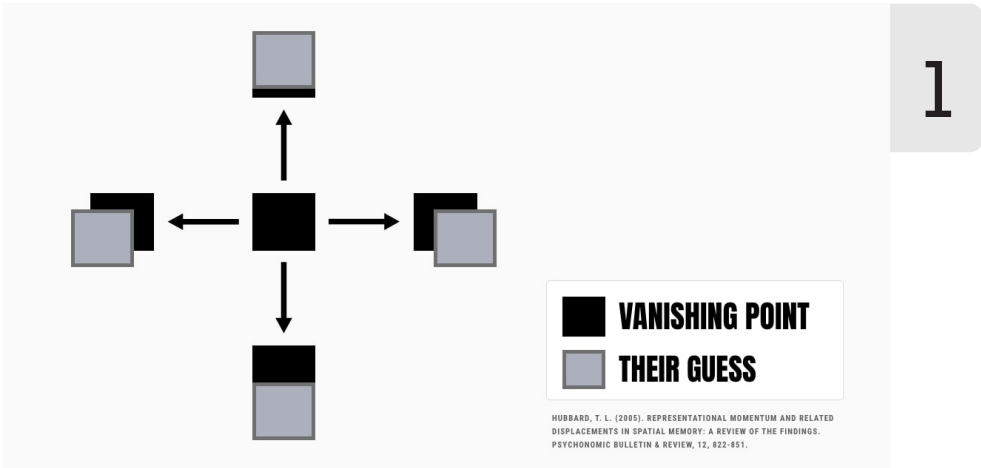 1
VANISHING POINT
THEIR GUESS
HUBBARD, T. L. (2005). REPRESENTATIONAL MOMENTUM AND RELATED
DISPLACEMENTS IN SPATIAL MEMORY: A REVIEW OF THE FINDINGS.
PSYCHONOMIC BULLETIN & REVIEW, 12, 822-851.